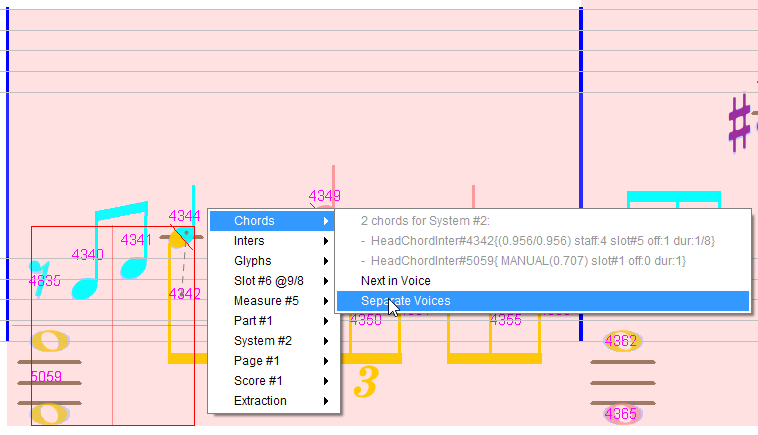 4349
4344
4341
4340
4835
4342
5059
Chords
Inters
Glyphs
Slot #6 @9/8
Measure #5
Part #1
System #2
Page #1
Score #1
Extraction
2 chords for System #2:
- HeadChordInter#4342{(0.956/0.956) staff:4 slot#5 off:1 dur:1/8}
- HeadChordInter#5059{ MANUAL(0.707) slot#1 off:0 dur:1}
Next in Voice
Separate Voices
4350
4355
4362
3
4365